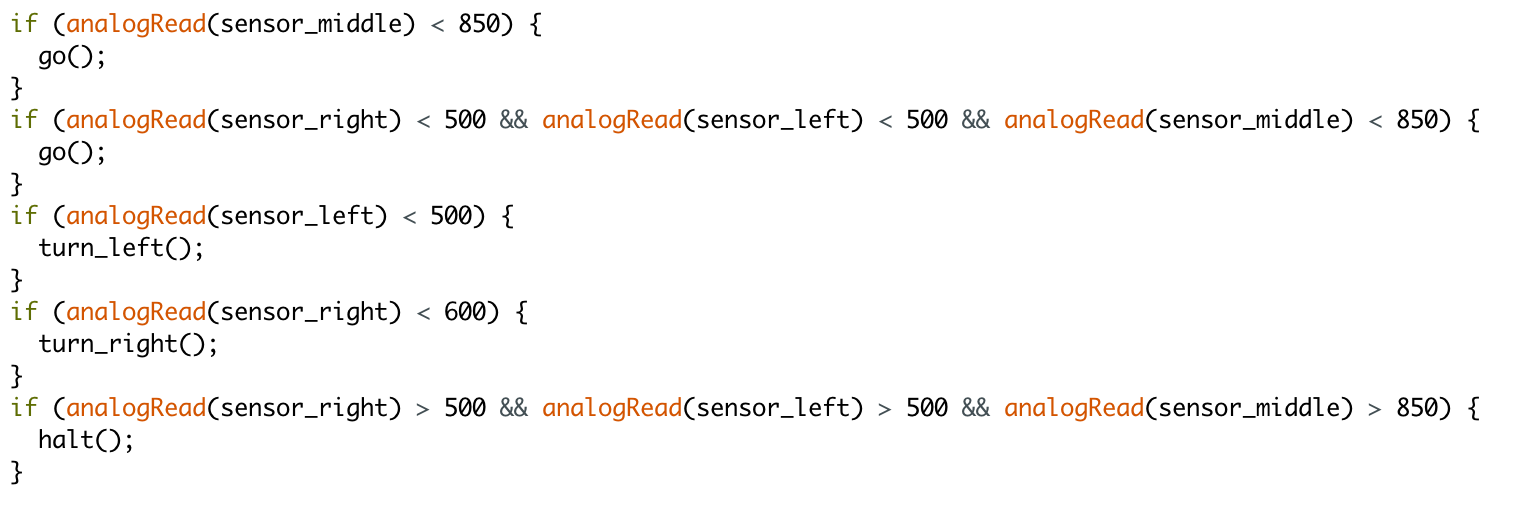 if (analogRead(sensor_middle) < 850) {
  go();
}
if (analogRead(sensor_right) < 500 && analogRead(sensor_left) < 500 && analogRead(sensor_middle) < 850) {
  go();
}
if (analogRead(sensor_left) < 500) {
  turn_left();
}
if (analogRead(sensor_right) < 600) {
  turn_right();
}
if (analogRead(sensor_right) > 500 && analogRead(sensor_left) > 500 && analogRead(sensor_middle) > 850) {
  halt();
}